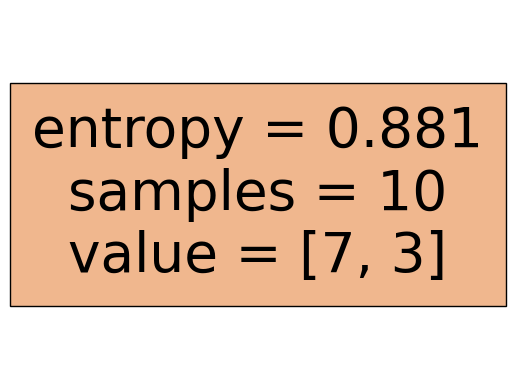 entropy = 0.881
samples = 10
value = [7, 3]